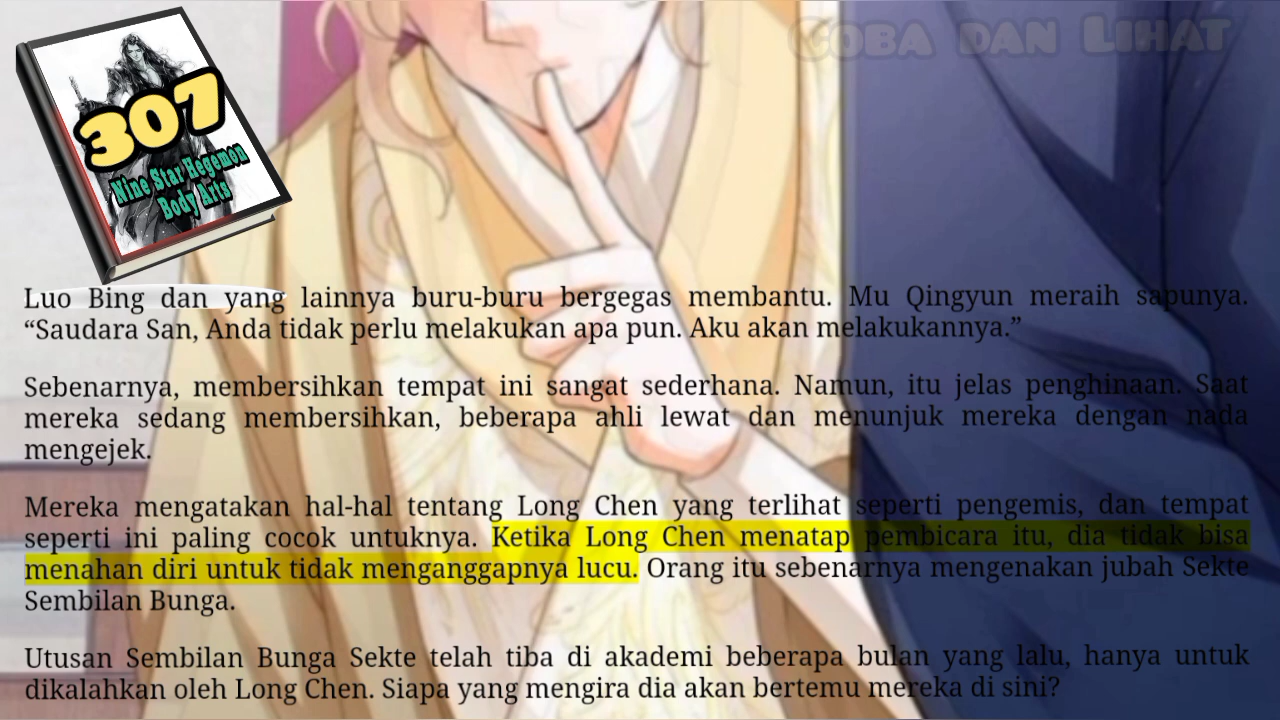 COBA DAN LIHAT
307
Nine Star Hegemon
Body Arts
Luo Bing dan yang lainnya buru-buru bergegas membantu. Mu Qingyun meraih sapunya.
“Saudara San, Anda tidak perlu melakukan apa pun. Aku akan melakukannya.”
Sebenarnya, membersihkan tempat ini sangat sederhana. Namun, itu jelas penghinaan. Saat
mereka sedang membersihkan, beberapa ahli lewat dan menunjuk mereka dengan nada
mengejek.
Mereka mengatakan hal-hal tentang Long Chen yang terlihat seperti pengemis, dan tempat
seperti ini paling cocok untuknya. Ketika Long Chen menatap pembicara itu, dia tidak bisa
menahan diri untuk tidak menganggapnya lucu. Orang itu sebenarnya mengenakan jubah Sekte
Sembilan Bunga.
Utusan Sembilan Bunga Sekte telah tiba di akademi beberapa bulan yang lalu, hanya untuk
dikalahkan oleh Long Chen. Siapa yang mengira dia akan bertemu mereka di sini?